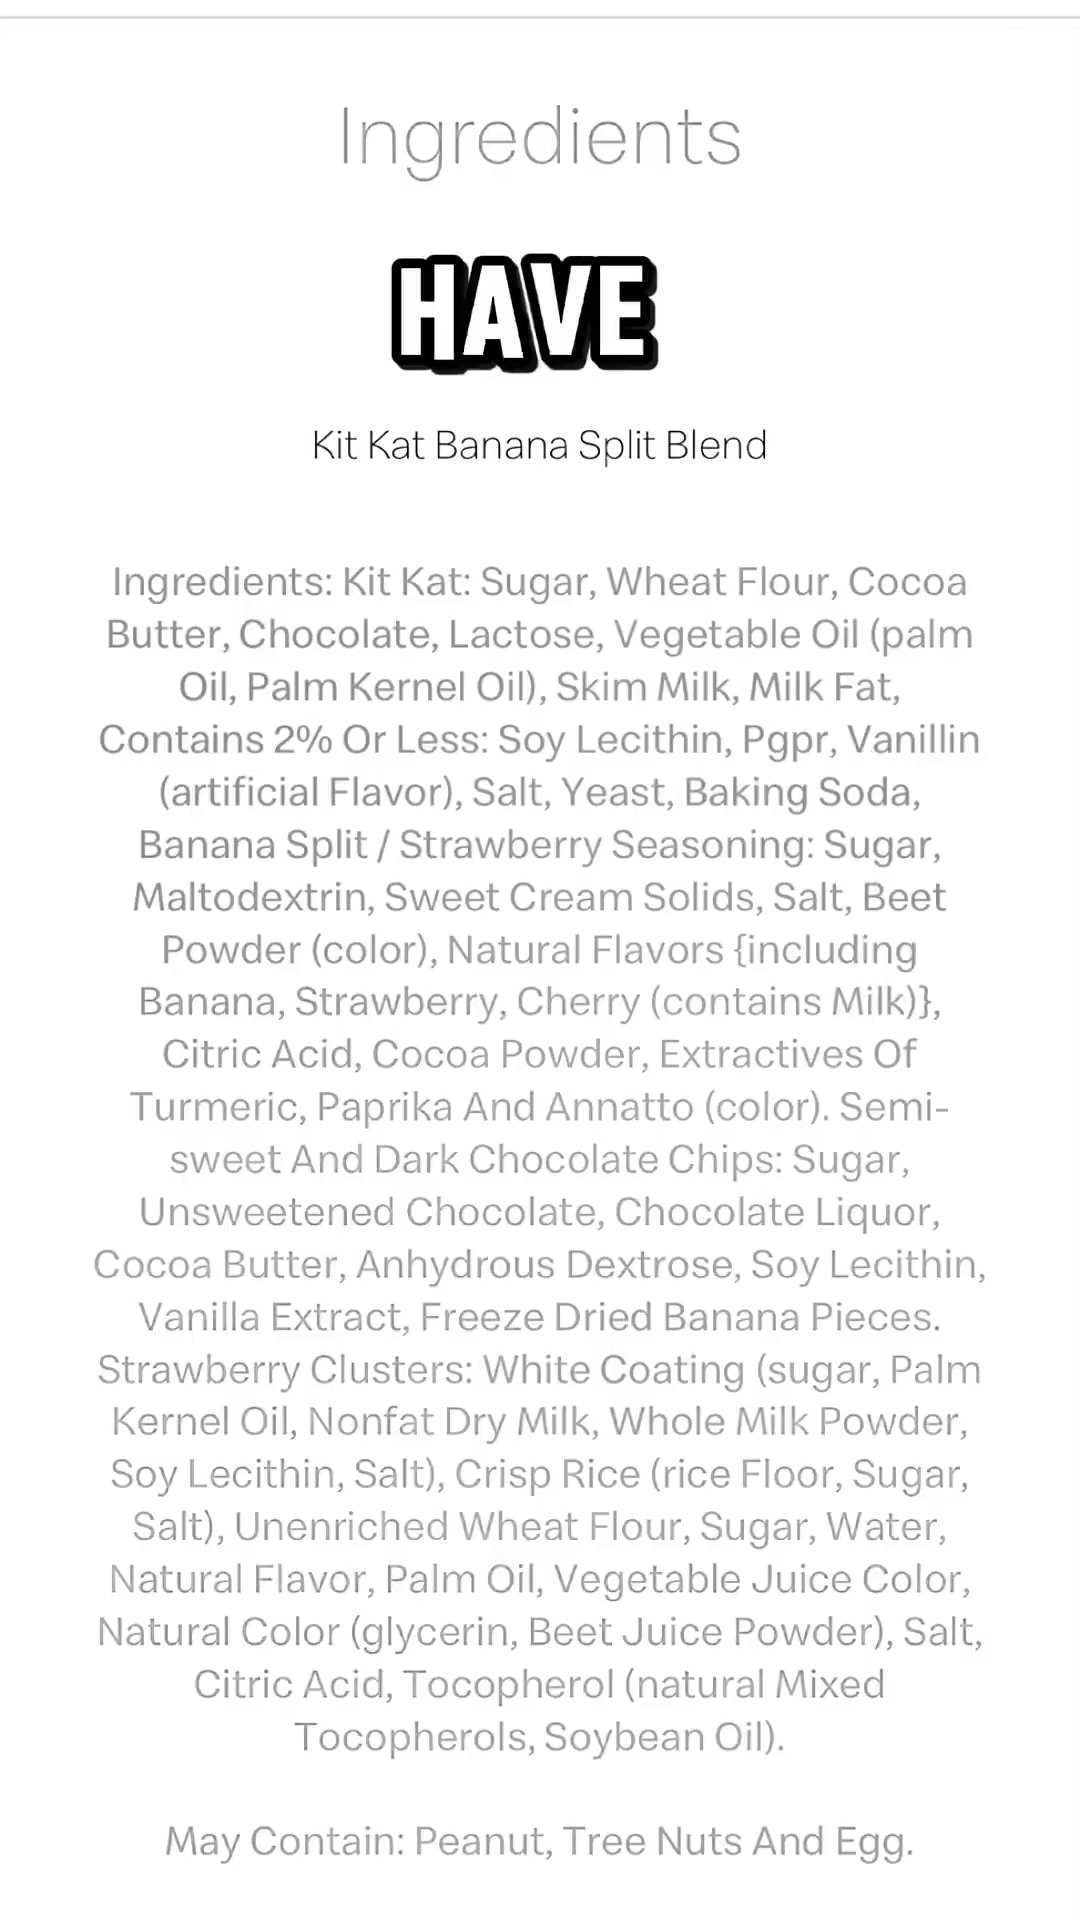 Ingredients
HAVE
Kit Kat Banana Split Blend
Ingredients: Kit Kat: Sugar, Wheat Flour, Cocoa
Butter, Chocolate, Lactose, Vegetable Oil (palm
Oil, Palm Kernel Oil), Skim Milk, Milk Fat,
Contains 2% Or Less: Soy Lecithin, Pgpr, Vanillin
(artificial Flavor), Salt, Yeast, Baking Soda,
Banana Split / Strawberry Seasoning: Sugar,
Maltodextrin, Sweet Cream Solids, Salt, Beet
Powder (color), Natural Flavors {including
Banana, Strawberry, Cherry (contains Milk)},
Citric Acid, Cocoa Powder, Extractives Of
Turmeric, Paprika And Annatto (color). Semi-
sweet And Dark Chocolate Chips: Sugar,
Unsweetened Chocolate, Chocolate Liquor,
Cocoa Butter, Anhydrous Dextrose, Soy Lecithin,
Vanilla Extract, Freeze Dried Banana Pieces.
Strawberry Clusters: White Coating (sugar, Palm
Kernel Oil, Nonfat Dry Milk, Whole Milk Powder,
Soy Lecithin, Salt), Crisp Rice (rice Floor, Sugar,
Salt), Unenriched Wheat Flour, Sugar, Water,
Natural Flavor, Palm Oil, Vegetable Juice Color,
Natural Color (glycerin, Beet Juice Powder), Salt,
Citric Acid, Tocopherol (natural Mixed
Tocopherols, Soybean Oil).
May Contain: Peanut, Tree Nuts And Egg.